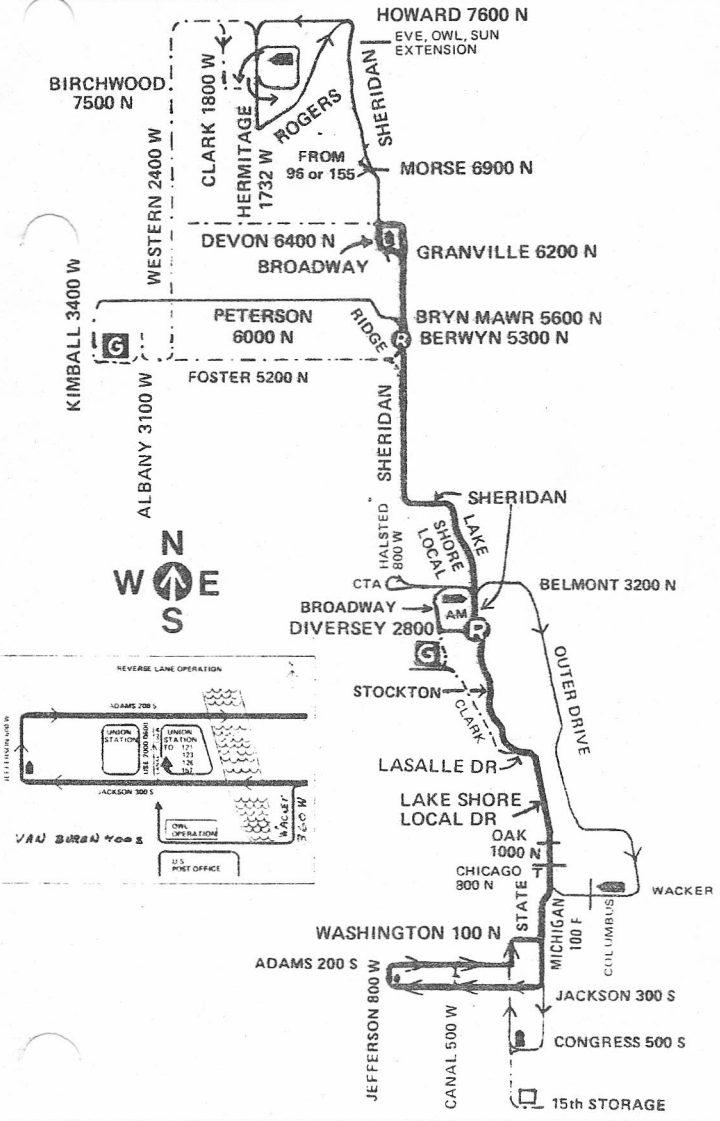 HOWARD 7600 N
EVE, OWL, SUN
EXTENSION
BIRCHWOOD
7500 N
CLARK 1800 W
HERMITAGE
1732 W
ROGERS
SHERIDAN
WESTERN 2400 W
FROM
96 or 155
MORSE 6900 N
DEVON 6400 N
BROADWAY
GRANVILLE 6200 N
KIMBALL 3400 W
PETERSON
6000 N
RIDGE
BRYN MAWR 5600 N
R
BERWYN 5300 N
G
FOSTER 5200 N
ALBANY 3100 W
SHERIDAN
SHERIDAN
HALSTED
800 W
LAKE
SHORE
LOCAL
N
W E
S
CTA
BELMONT 3200 N
BROADWAY
AM
DIVERSEY 2800
R
G
OUTER DRIVE
STOCKTON
CLARK
LASALLE DR
LAKE SHORE
LOCAL DR
OAK
1000 N
CHICAGO
800 N
T
WACKER
STATE
MICHIGAN
100 E
COLUMBUS
WASHINGTON 100 N
ADAMS 200 S
JEFFERSON 800 W
CANAL 500 W
JACKSON 300 S
CONGRESS 500 S
15th STORAGE
REVERSE LANE OPERATION
ADAMS 200 S
JEFFERSON
UNION
STATION
UNION
STATION
TO 121
123
126
157
JACKSON 300 S
WACKER
360 W
VAN BUREN 400 S
OWL
OPERATION
U.S
POST OFFICE